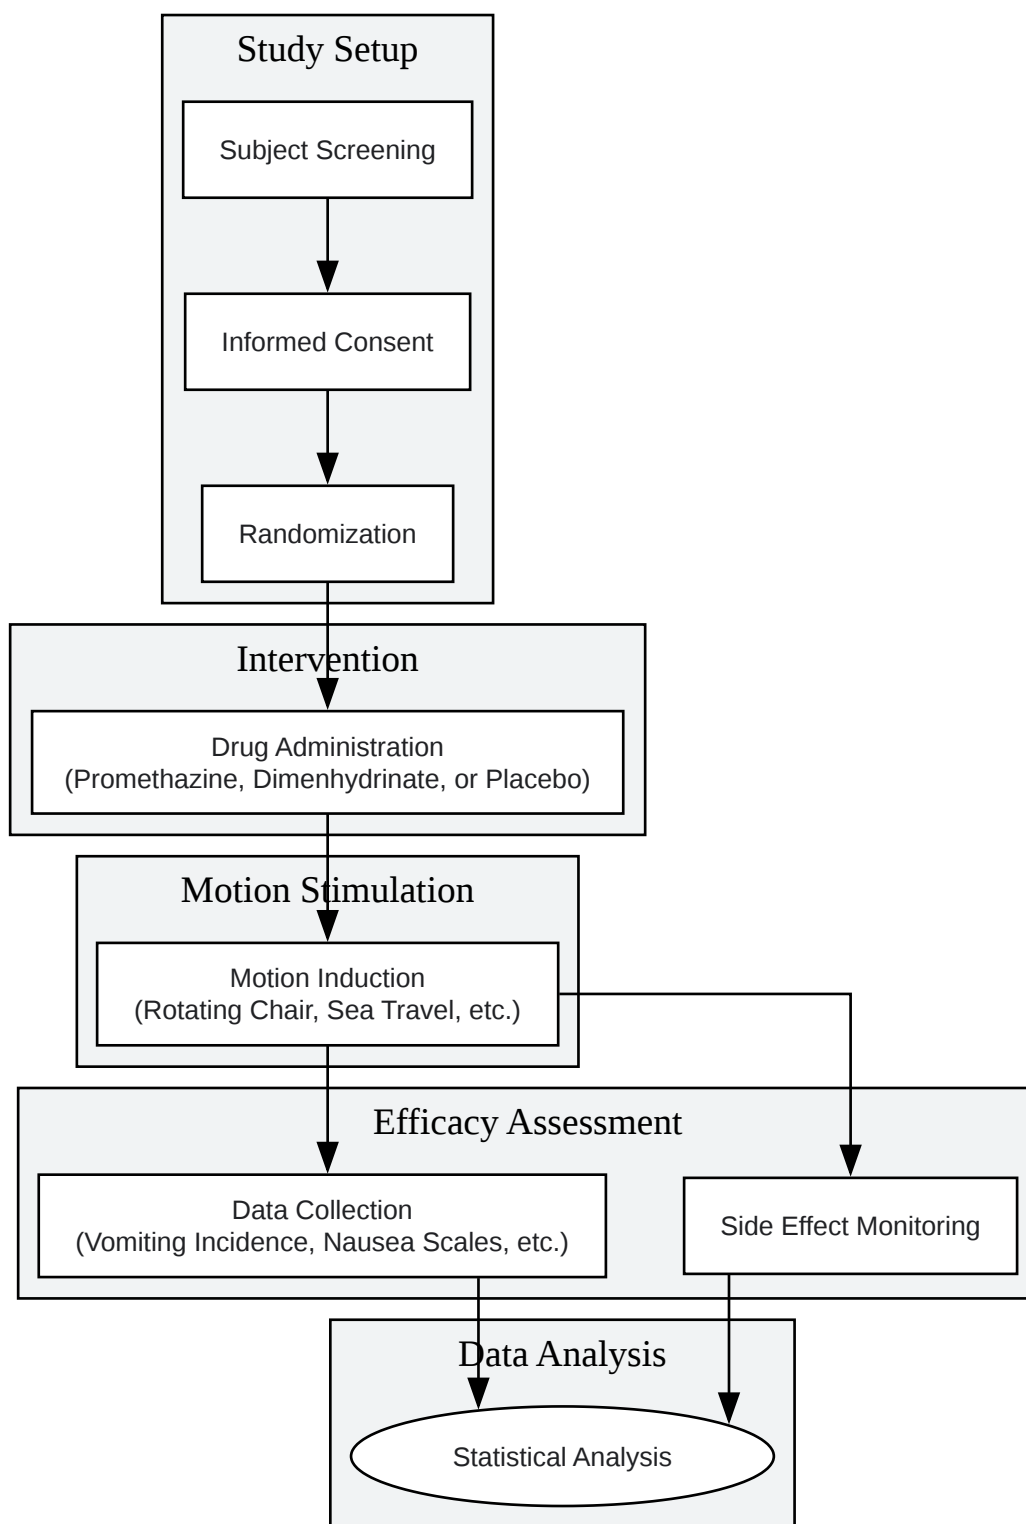 Study Setup
Subject Screening
Informed Consent
Randomization
Intervention
Drug Administration
(Promethazine, Dimenhydrinate, or Placebo)
Motion Stimulation
Motion Induction
(Rotating Chair, Sea Travel, etc.)
Efficacy Assessment
Data Collection
(Vomiting Incidence, Nausea Scales, etc.)
Side Effect Monitoring
Data Analysis
Statistical Analysis